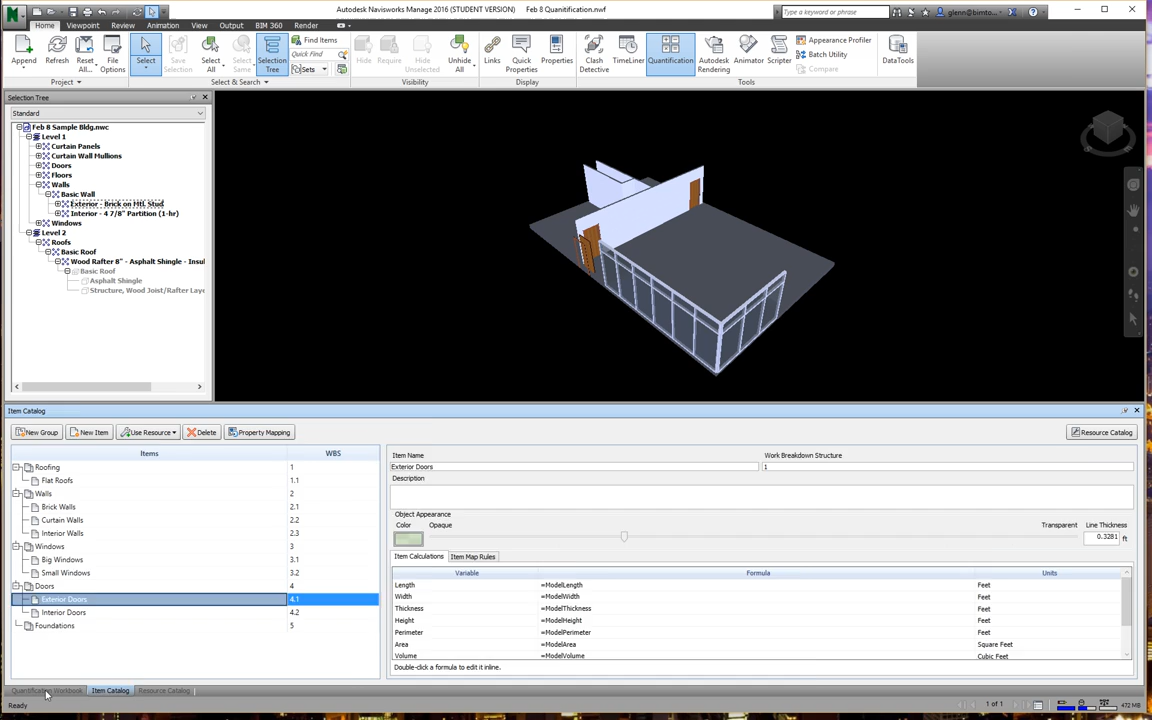 Autodesk Navisworks Manage 2016 (STUDENT VERSION) Feb 8 Quanitification.nwf
Type a keyword or phrase
glenn@bimto...
Home Viewpoint Review Animation View Output BIM 360 Render
Append
Refresh
Reset All...
File Options
Project
Select
Save Selection
Select All
Select Same
Selection Tree
Find Items
Quick Find
Sets
Select & Search
Hide
Require
Hide Unselected
Unhide All
Visibility
Links
Quick Properties
Properties
Display
Clash Detective
TimeLiner
Quantification
Autodesk Rendering
Animator
Scripter
Appearance Profiler
Batch Utility
Compare
Tools
DataTools
Selection Tree
Standard
Feb 8 Sample Bldg.nwc
Level 1
Curtain Panels
Curtain Wall Mullions
Doors
Floors
Walls
Basic Wall
Exterior - Brick on Mtl. Stud
Interior - 4 7/8" Partition (1-hr)
Windows
Level 2
Roofs
Basic Roof
Wood Rafter 8" - Asphalt Shingle - Insul
Basic Roof
Asphalt Shingle
Structure, Wood Joist/Rafter Laye
Item Catalog
New Group New Item Use Resource Delete Property Mapping
Resource Catalog
Items WBS
Roofing 1
Flat Roofs 1.1
Walls 2
Brick Walls 2.1
Curtain Walls 2.2
Interior Walls 2.3
Windows 3
Big Windows 3.1
Small Windows 3.2
Doors 4
Exterior Doors 4.1
Interior Doors 4.2
Foundations 5
Item Name Work Breakdown Structure
Exterior Doors 1
Description
Object Appearance
Color Opaque Transparent Line Thickness
0.3281 ft
Item Calculations Item Map Rules
Variable Formula Units
Length =ModelLength Feet
Width =ModelWidth Feet
Thickness =ModelThickness Feet
Height =ModelHeight Feet
Perimeter =ModelPerimeter Feet
Area =ModelArea Square Feet
Volume =ModelVolume Cubic Feet
Double-click a formula to edit it inline.
Quantification Workbook Item Catalog Resource Catalog
Ready
1 of 1
472 MB